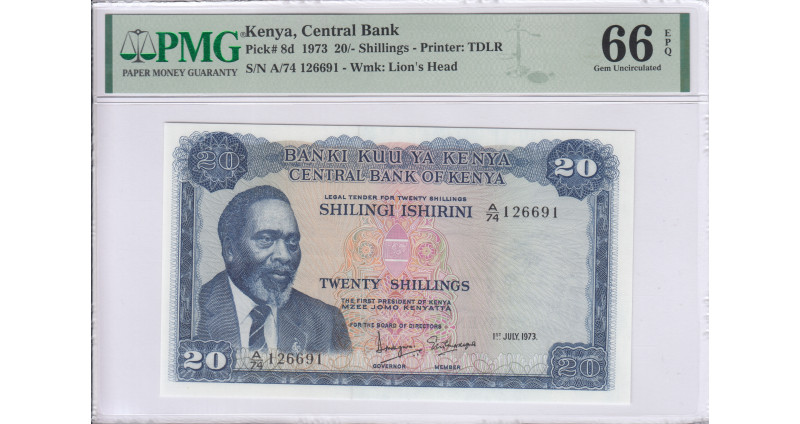 PMG
®
PAPER MONEY GUARANTY
Kenya, Central Bank
Pick# 8d 1973 20/- Shillings - Printer: TDLR
S/N A/74 126691 - Wmk: Lion's Head
66 EPQ
Gem Uncirculated
20
BANKI KUU YA KENYA
CENTRAL BANK OF KENYA
20
LEGAL TENDER FOR TWENTY SHILLINGS
SHILINGI ISHIRINI
A/74 126691
TWENTY SHILLINGS
THE FIRST PRESIDENT OF KENYA
MZEE JOMO KENYATTA
FOR THE BOARD OF DIRECTORS
1ST JULY, 1973.
20
A/74 126691
GOVERNOR MEMBER
20